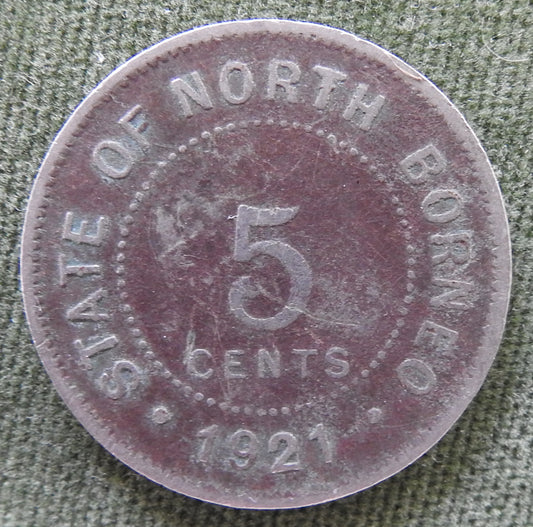 STATE OF NORTH BORNEO
5
CENTS
1921